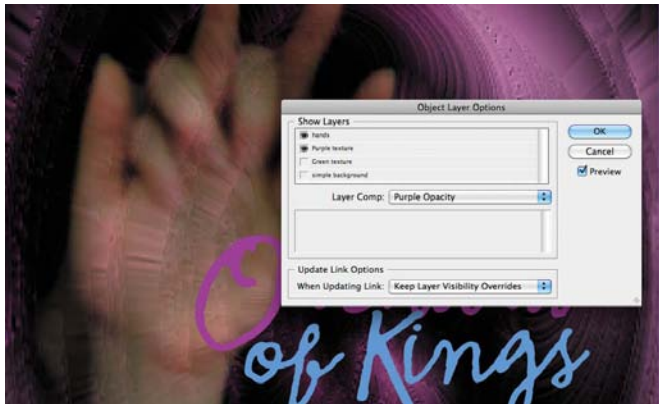 Object Layer Options
Show Layers
hands
Purple texture
Green texture
simple background
OK
Cancel
Preview
Layer Comp: Purple Opacity
Update Link Options
When Updating Link: Keep Layer Visibility Overrides
of Kings